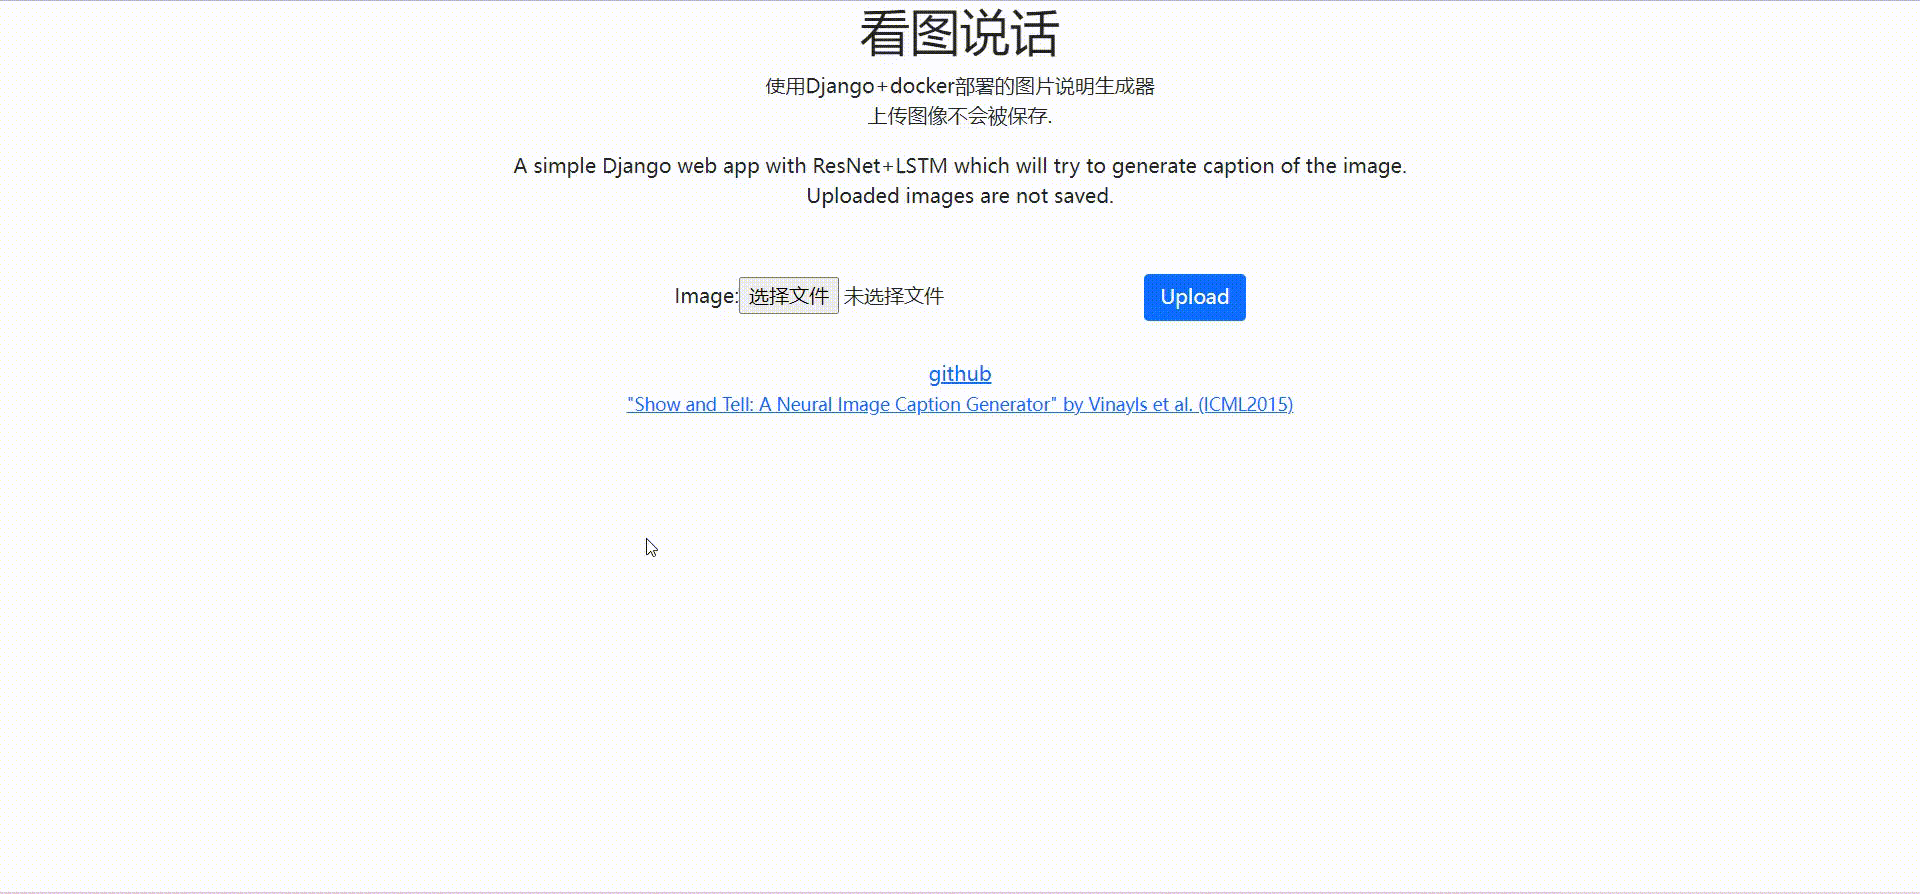 看图说话
使用Django+docker部署的图片说明生成器
上传图像不会被保存.
A simple Django web app with ResNet+LSTM which will try to generate caption of the image.
Uploaded images are not saved.
Image: 选择文件 未选择文件 Upload
github
"Show and Tell: A Neural Image Caption Generator" by Vinayls et al. (ICML2015)